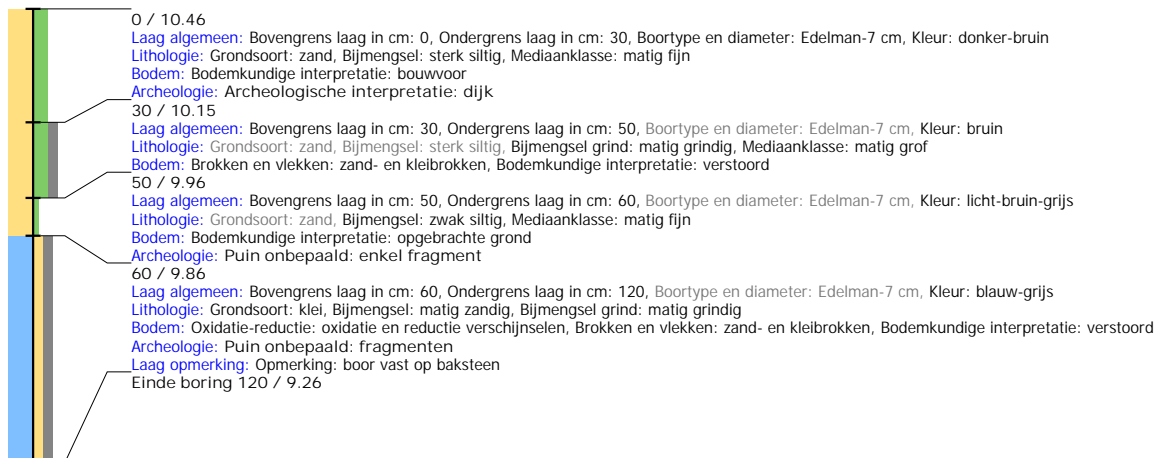 0 / 10.46
Laag algemeen: Bovengrens laag in cm: 0, Ondergrens laag in cm: 30, Boortype en diameter: Edelman-7 cm, Kleur: donker-bruin
Lithologie: Grondsoort: zand, Bijmengsel: sterk siltig, Mediaanklasse: matig fijn
Bodem: Bodemkundige interpretatie: bouwvoor
Archeologie: Archeologische interpretatie: dijk
30 / 10.15
Laag algemeen: Bovengrens laag in cm: 30, Ondergrens laag in cm: 50, Boortype en diameter: Edelman-7 cm, Kleur: bruin
Lithologie: Grondsoort: zand, Bijmengsel: sterk siltig, Bijmengsel grind: matig grindig, Mediaanklasse: matig grof
Bodem: Brokken en vlekken: zand- en kleibrokken, Bodemkundige interpretatie: verstoord
50 / 9.96
Laag algemeen: Bovengrens laag in cm: 50, Ondergrens laag in cm: 60, Boortype en diameter: Edelman-7 cm, Kleur: licht-bruin-grijs
Lithologie: Grondsoort: zand, Bijmengsel: zwak siltig, Mediaanklasse: matig fijn
Bodem: Bodemkundige interpretatie: opgebrachte grond
Archeologie: Puin onbepaald: enkel fragment
60 / 9.86
Laag algemeen: Bovengrens laag in cm: 60, Ondergrens laag in cm: 120, Boortype en diameter: Edelman-7 cm, Kleur: blauw-grijs
Lithologie: Grondsoort: klei, Bijmengsel: matig zandig, Bijmengsel grind: matig grindig
Bodem: Oxidatie-reductie: oxidatie en reductie verschijnselen, Brokken en vlekken: zand- en kleibrokken, Bodemkundige interpretatie: verstoord
Archeologie: Puin onbepaald: fragmenten
Laag opmerking: Opmerking: boor vast op baksteen
Einde boring 120 / 9.26